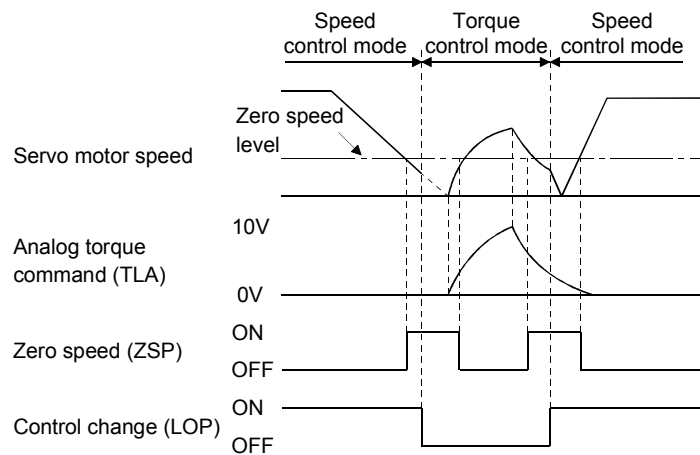 Speed
control mode
Torque
control mode
Speed
control mode
Zero speed
level
Servo motor speed
10V
Analog torque
command (TLA)
0V
ON
Zero speed (ZSP)
OFF
ON
Control change (LOP)
OFF